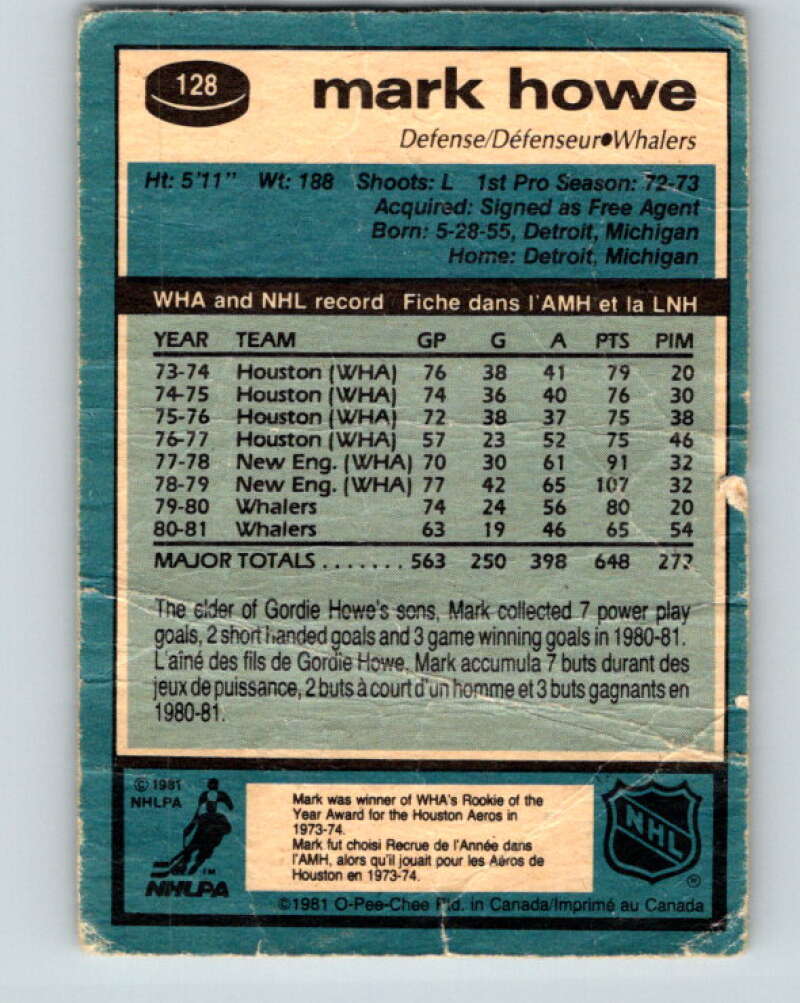 128
mark howe
Defense/Défenseur•Whalers
Ht: 5'11" Wt: 188 Shoots: L 1st Pro Season: 72-73
Acquired: Signed as Free Agent
Born: 5-28-55, Detroit, Michigan
Home: Detroit, Michigan
WHA and NHL record Fiche dans l'AMH et la LNH
YEAR TEAM GP G A PTS PIM
73-74 Houston (WHA) 76 38 41 79 20
74-75 Houston (WHA) 74 36 40 76 30
75-76 Houston (WHA) 72 38 37 75 38
76-77 Houston (WHA) 57 23 52 75 46
77-78 New Eng. (WHA) 70 30 61 91 32
78-79 New Eng. (WHA) 77 42 65 107 32
79-80 Whalers 74 24 56 80 20
80-81 Whalers 63 19 46 65 54
MAJOR TOTALS ....... 563 250 398 648 272
The elder of Gordie Howe's sons, Mark collected 7 power play
goals, 2 short handed goals and 3 game winning goals in 1980-81.
L'aîné des fils de Gordie Howe, Mark accumula 7 buts durant des
jeux de puissance, 2 buts à court d'un homme et 3 buts gagnants en
1980-81.
© 1981
NHLPA
NHLPA
TM
Mark was winner of WHA's Rookie of the
Year Award for the Houston Aeros in
1973-74.
Mark fut choisi Recrue de l'Année dans
l'AMH, alors qu'il jouait pour les Aéros de
Houston en 1973-74.
NHL
®
©1981 O-Pee-Chee Ptd. in Canada/Imprimé au Canada